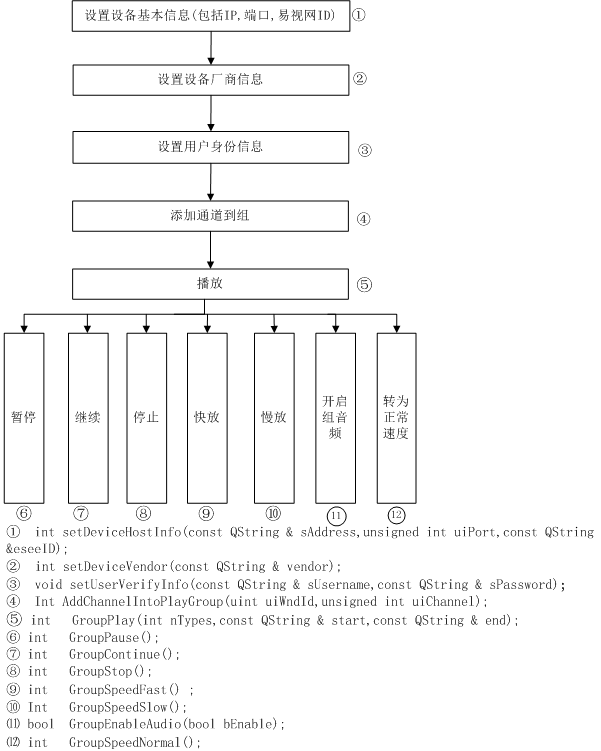 设置设备基本信息(包括IP,端口,易视网ID) ①
设置设备厂商信息 ②
设置用户身份信息 ③
添加通道到组 ④
播放 ⑤
暂停
继续
停止
快放
慢放
开启
组音
频
转为
正常
速度
⑥ ⑦ ⑧ ⑨ ⑩ ⑪ ⑫
① int setDeviceHostInfo(const QString & sAddress,unsigned int uiPort,const QString
&eseeID);
② int setDeviceVendor(const QString & vendor);
③ void setUserVerifyInfo(const QString & sUsername,const QString & sPassword);
④ Int AddChannelIntoPlayGroup(uint uiWndId,unsigned int uiChannel);
⑤ int GroupPlay(int nTypes,const QString & start,const QString & end);
⑥ int GroupPause();
⑦ int GroupContinue();
⑧ int GroupStop();
⑨ int GroupSpeedFast() ;
⑩ Int GroupSpeedSlow();
⑾ bool GroupEnableAudio(bool bEnable);
⑿ int GroupSpeedNormal();